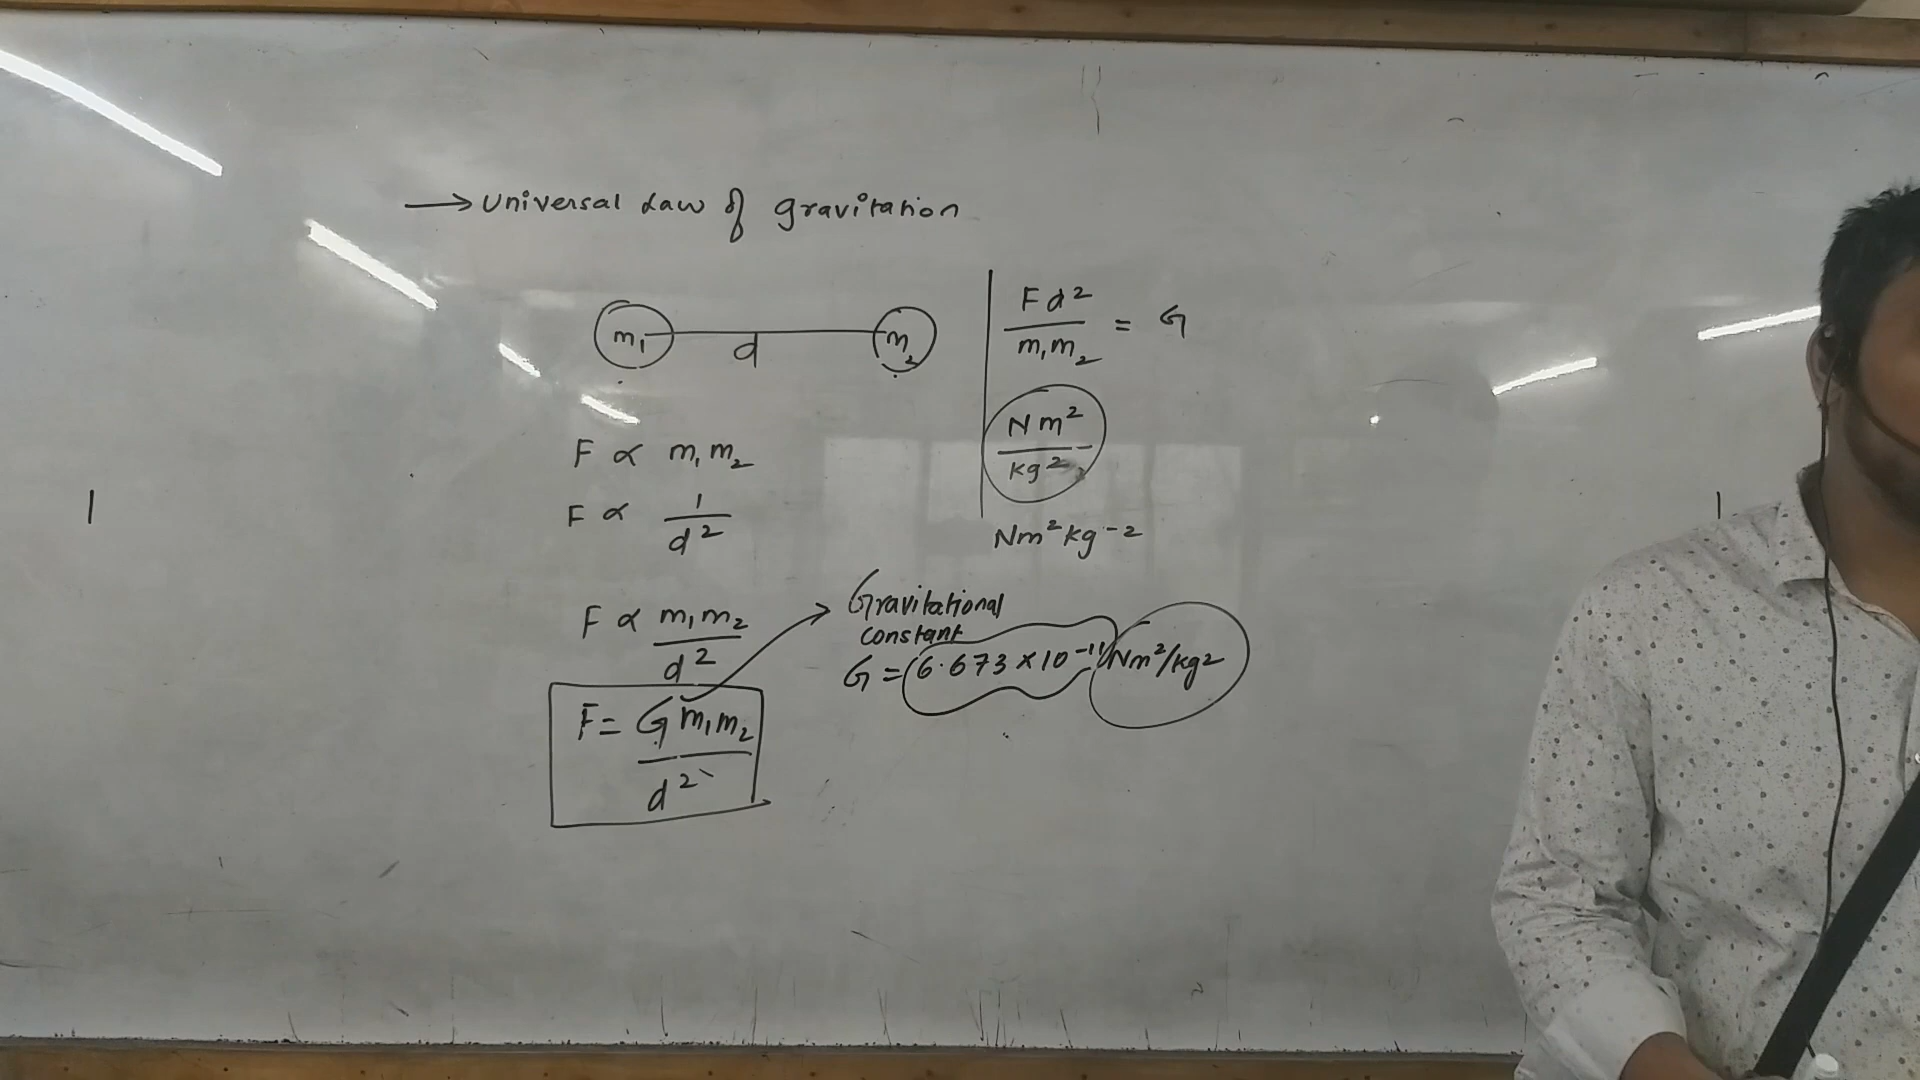 → Universal Law of gravitation
m₁ d m₂
F ∝ m₁m₂
F ∝ 1/d²
F ∝ m₁m₂/d²
F = G m₁m₂/d²
Fd²/m₁m₂ = G
Nm²/kg²
Nm²kg⁻²
Gravitational
constant
G = 6.673 × 10⁻¹¹ Nm²/kg²